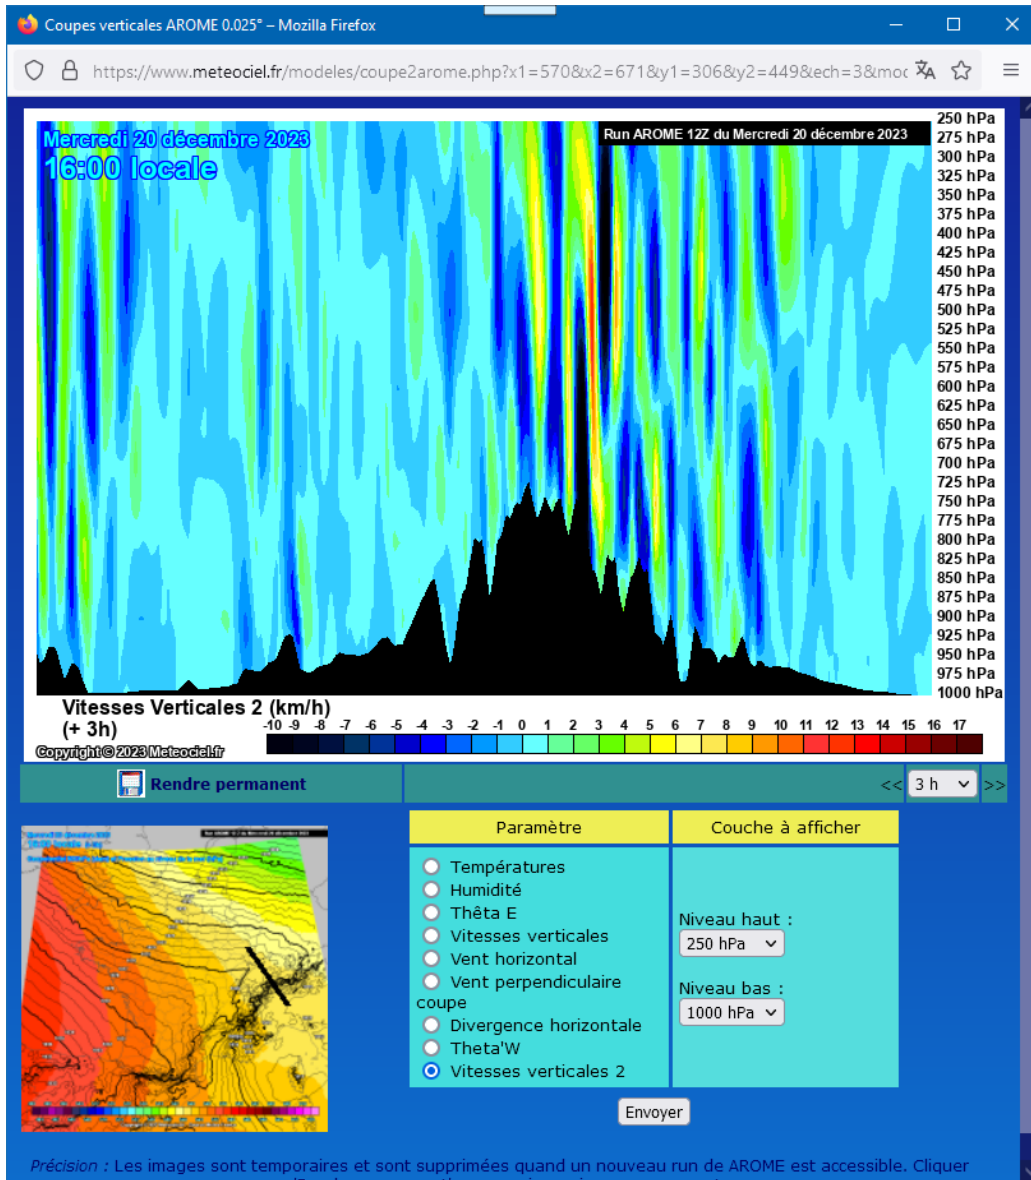 Coupes verticales AROME 0.025° – Mozilla Firefox
https://www.meteociel.fr/modeles/coupe2arome.php?x1=570&x2=671&y1=306&y2=449&ech=3&moc
Mercredi 20 décembre 2023
16:00 locale
Run AROME 12Z du Mercredi 20 décembre 2023
250 hPa
275 hPa
300 hPa
325 hPa
350 hPa
375 hPa
400 hPa
425 hPa
450 hPa
475 hPa
500 hPa
525 hPa
550 hPa
575 hPa
600 hPa
625 hPa
650 hPa
675 hPa
700 hPa
725 hPa
750 hPa
775 hPa
800 hPa
825 hPa
850 hPa
875 hPa
900 hPa
925 hPa
950 hPa
975 hPa
1000 hPa
Vitesses Verticales 2 (km/h)
(+ 3h)
-10 -9 -8 -7 -6 -5 -4 -3 -2 -1 0 1 2 3 4 5 6 7 8 9 10 11 12 13 14 15 16 17
Copyright © 2023 Meteociel.fr
Rendre permanent
<< 3 h >>
Paramètre
Couche à afficher
Températures
Humidité
Thêta E
Vitesses verticales
Vent horizontal
Vent perpendiculaire
coupe
Divergence horizontale
Theta'W
Vitesses verticales 2
Niveau haut :
250 hPa
Niveau bas :
1000 hPa
Envoyer
Précision : Les images sont temporaires et sont supprimées quand un nouveau run de AROME est accessible. Cliquer